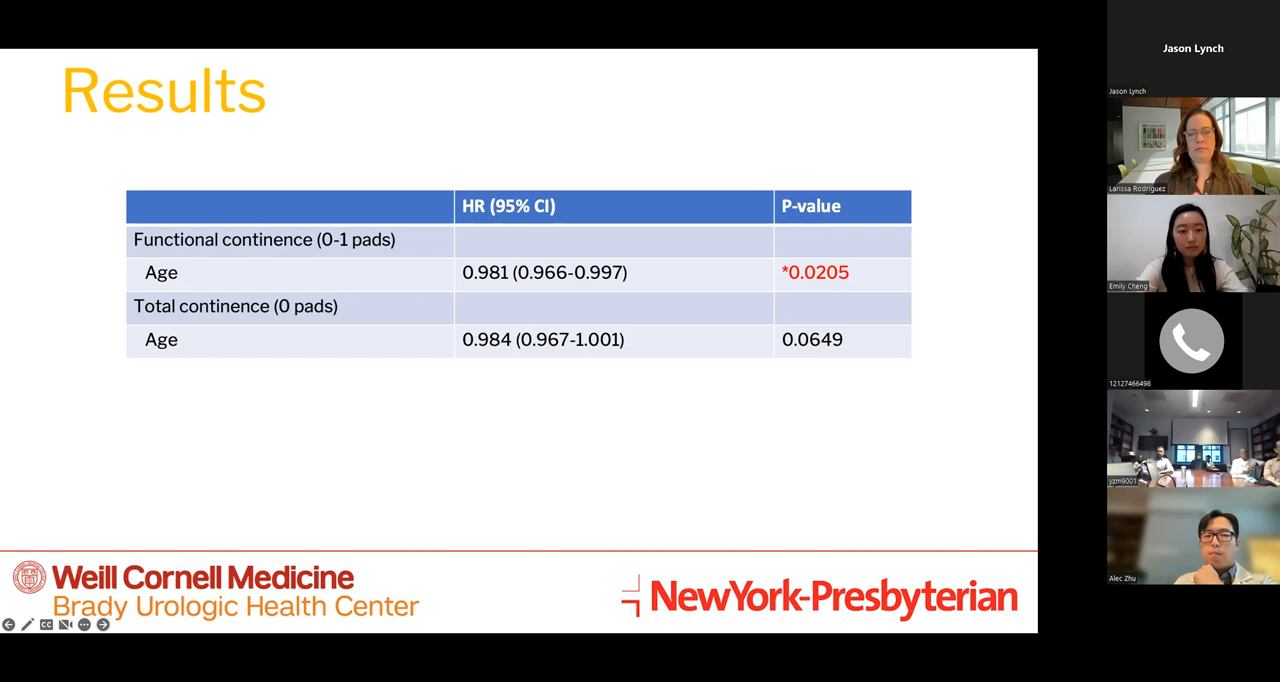 Results
HR (95% CI) P-value
Functional continence (0-1 pads)
Age 0.981 (0.966-0.997) *0.0205
Total continence (0 pads)
Age 0.984 (0.967-1.001) 0.0649
Weill Cornell Medicine
Brady Urologic Health Center
NewYork-Presbyterian
CC
Jason Lynch
Jason Lynch
Larissa Rodriguez
Emily Cheng
12127466498
yzm9001
Alec Zhu